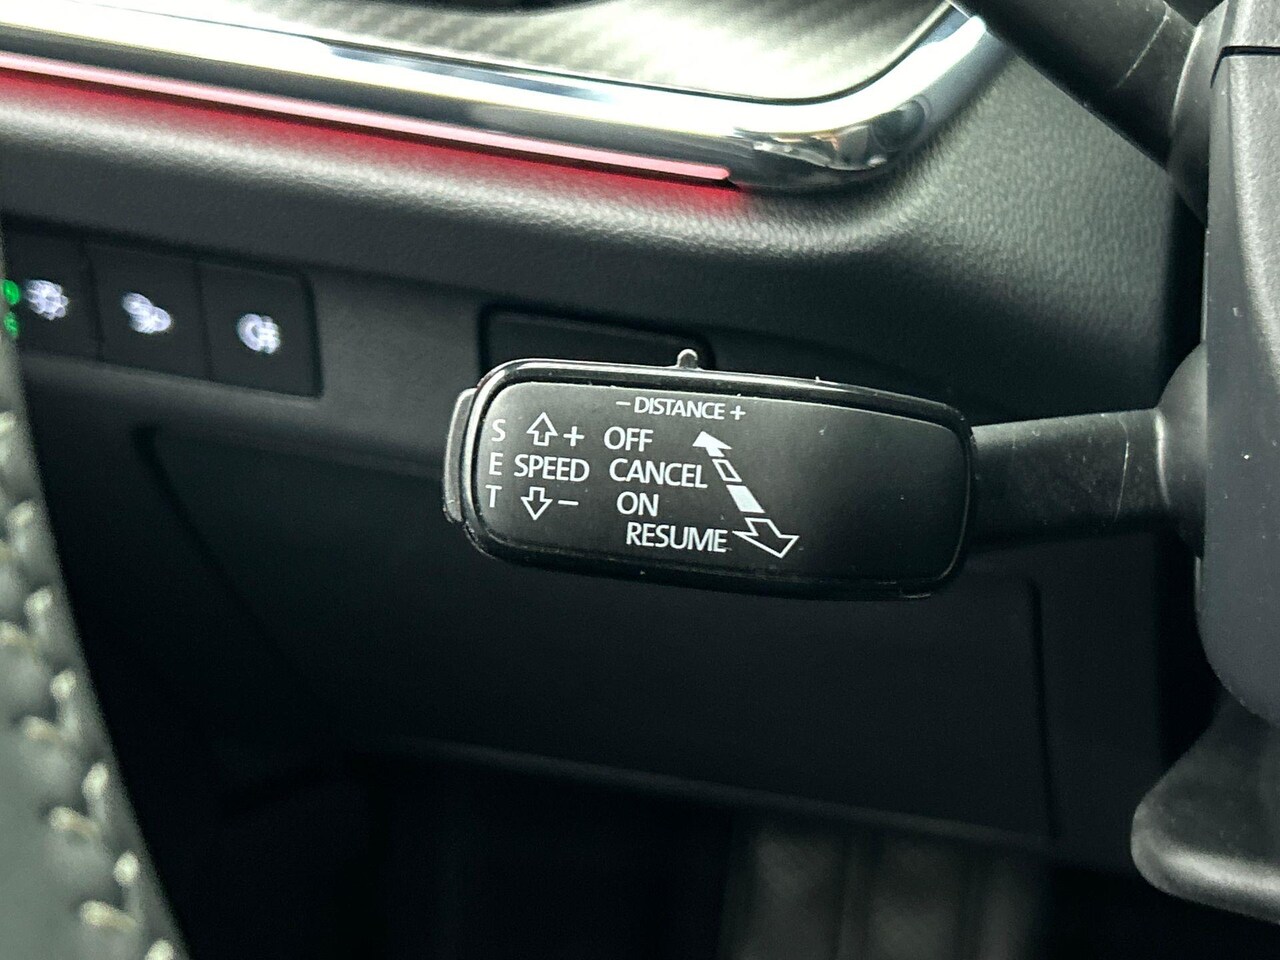 − DISTANCE +
S + OFF
E SPEED CANCEL
T − ON
RESUME